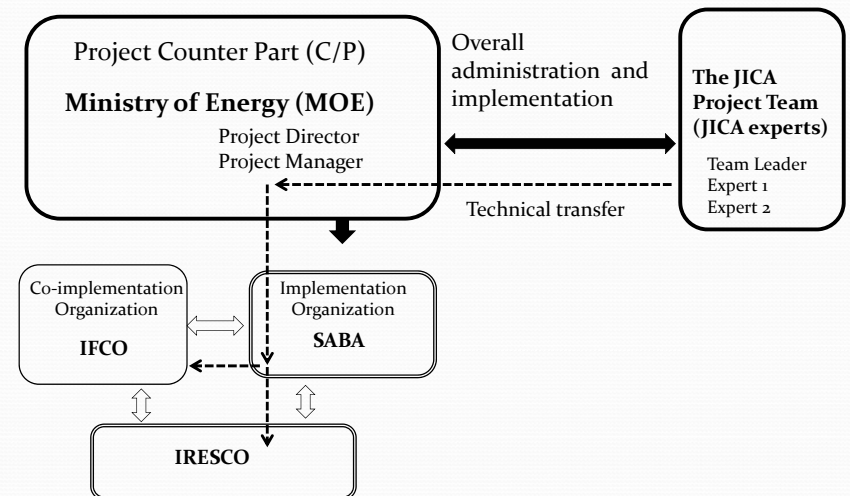 Project Counter Part (C/P)
Ministry of Energy (MOE)
Project Director
Project Manager
Overall
administration and
implementation
Technical transfer
The JICA
Project Team
(JICA experts)
Team Leader
Expert 1
Expert 2
Co-implementation
Organization
IFCO
Implementation
Organization
SABA
IRESCO